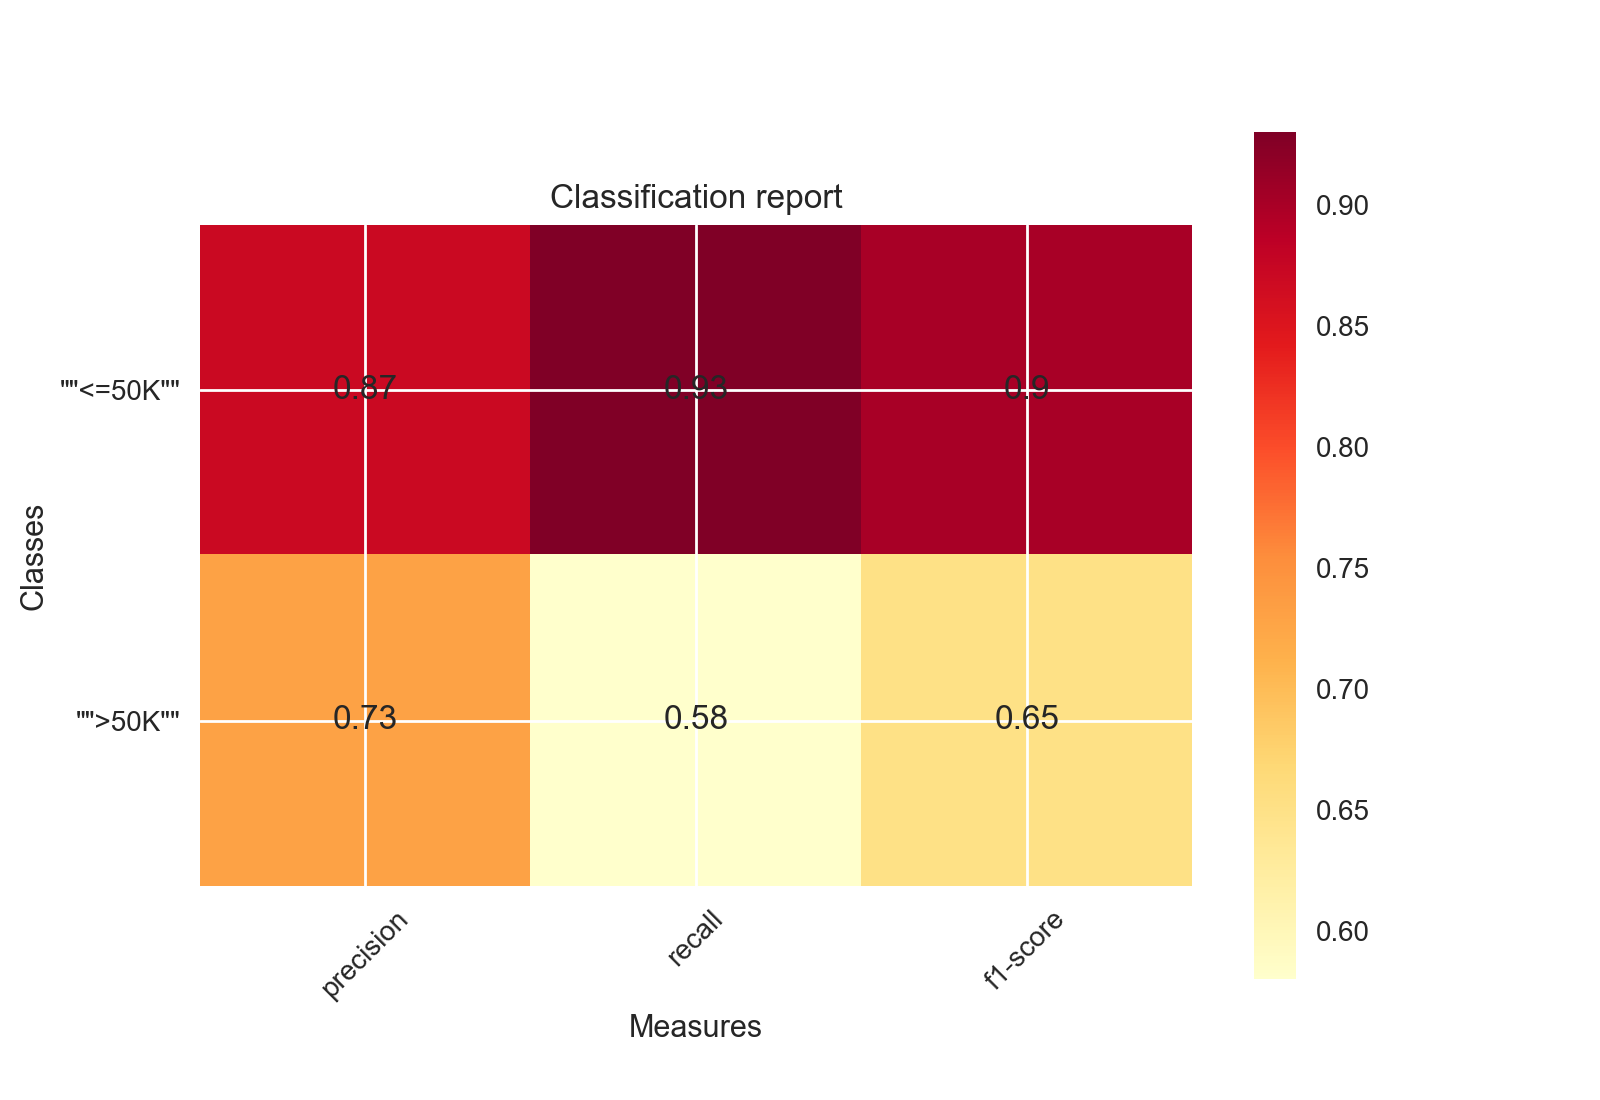 Classification report
0.90
0.85
0.80
0.75
0.70
0.65
0.60
""<=50K"" 0.87 0.93 0.9
"">50K"" 0.73 0.58 0.65
Classes
precision recall f1-score
Measures